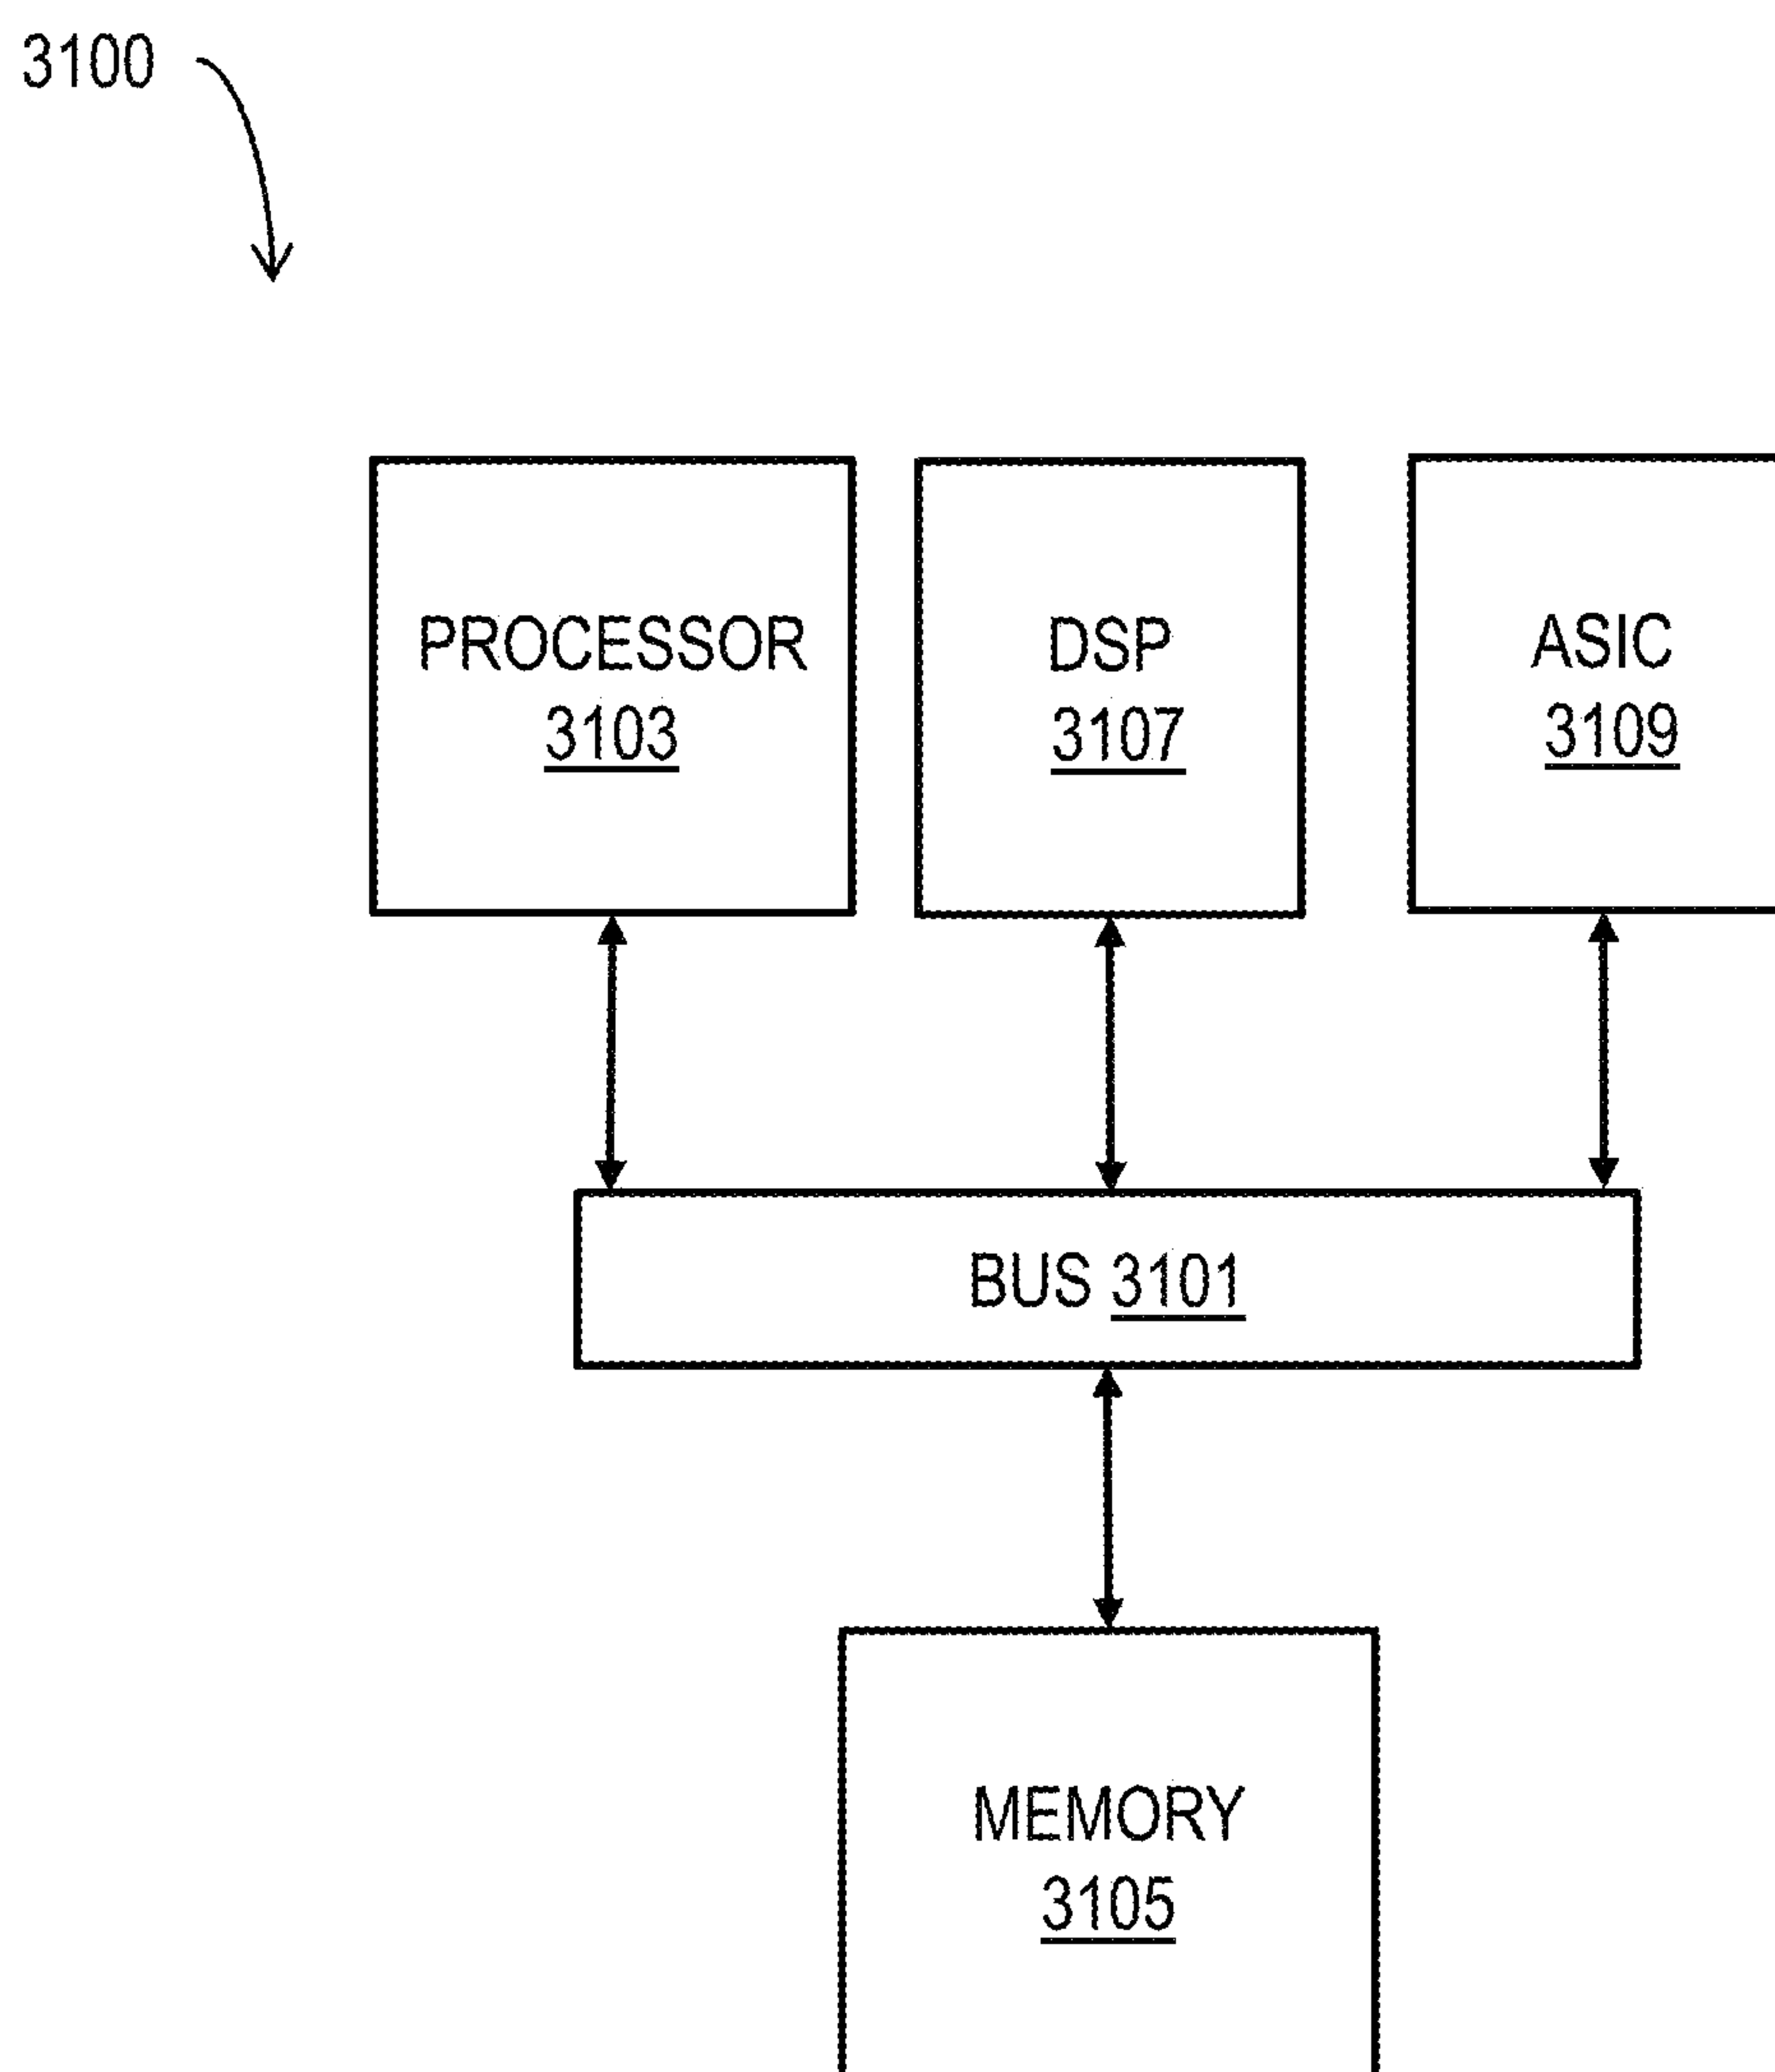 3100
PROCESSOR
3103
DSP
3107
ASIC
3109
BUS 3101
MEMORY
3105